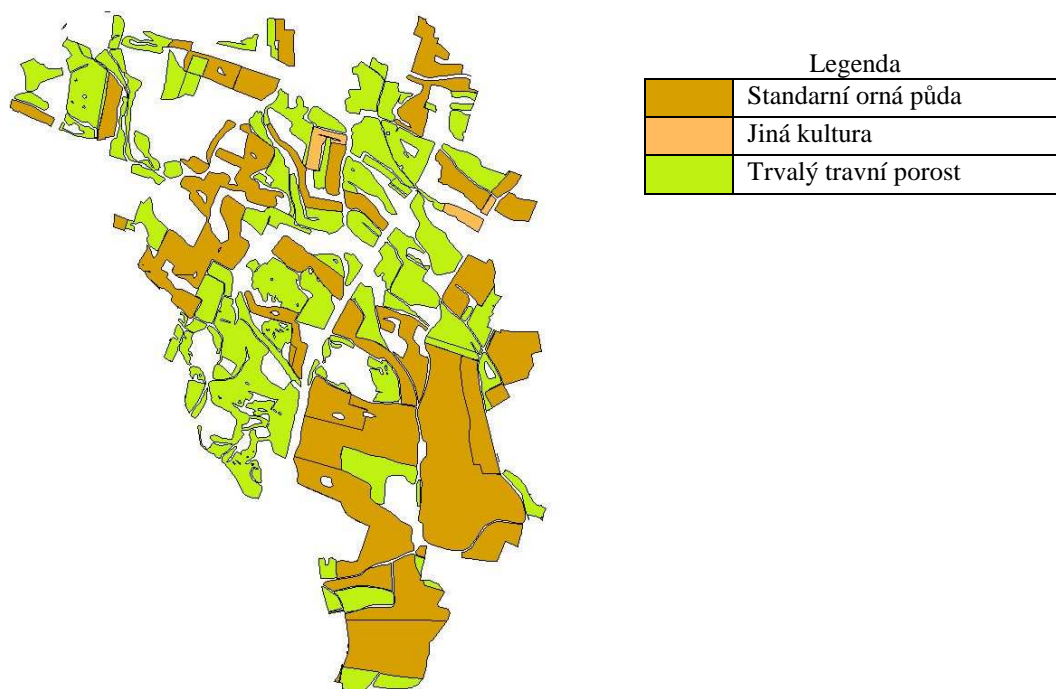 Legenda
Standarní orná půda
Jiná kultura
Trvalý travní porost